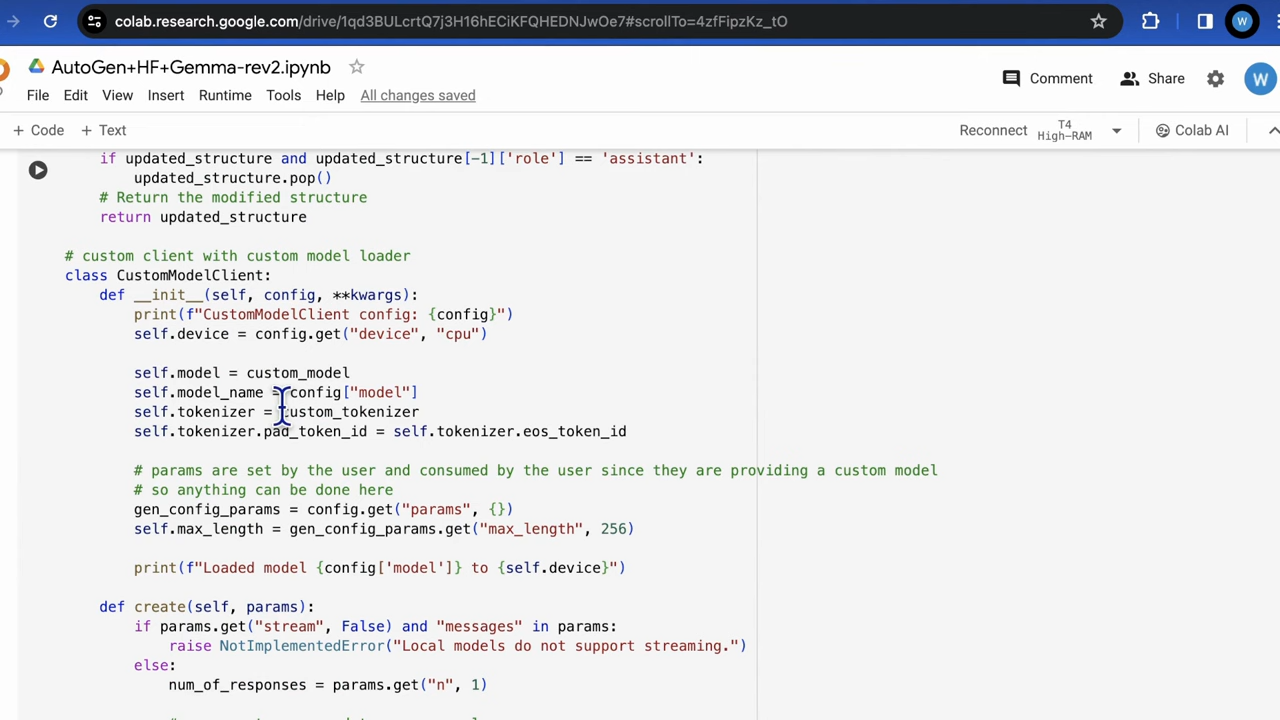 colab.research.google.com/drive/1qd3BULcrtQ7j3H16hECiKFQHEDNJwOe7#scrollTo=4zfFipzKz_tO
W
AutoGen+HF+Gemma-rev2.ipynb
Comment
Share
W
File Edit View Insert Runtime Tools Help All changes saved
+ Code + Text
Reconnect
T4
High-RAM
Colab AI
if updated_structure and updated_structure[-1]['role'] == 'assistant':
updated_structure.pop()
# Return the modified structure
return updated_structure
# custom client with custom model loader
class CustomModelClient:
def __init__(self, config, **kwargs):
print(f"CustomModelClient config: {config}")
self.device = config.get("device", "cpu")
self.model = custom_model
self.model_name = config["model"]
self.tokenizer = custom_tokenizer
self.tokenizer.pad_token_id = self.tokenizer.eos_token_id
# params are set by the user and consumed by the user since they are providing a custom model
# so anything can be done here
gen_config_params = config.get("params", {})
self.max_length = gen_config_params.get("max_length", 256)
print(f"Loaded model {config['model']} to {self.device}")
def create(self, params):
if params.get("stream", False) and "messages" in params:
raise NotImplementedError("Local models do not support streaming.")
else:
num_of_responses = params.get("n", 1)